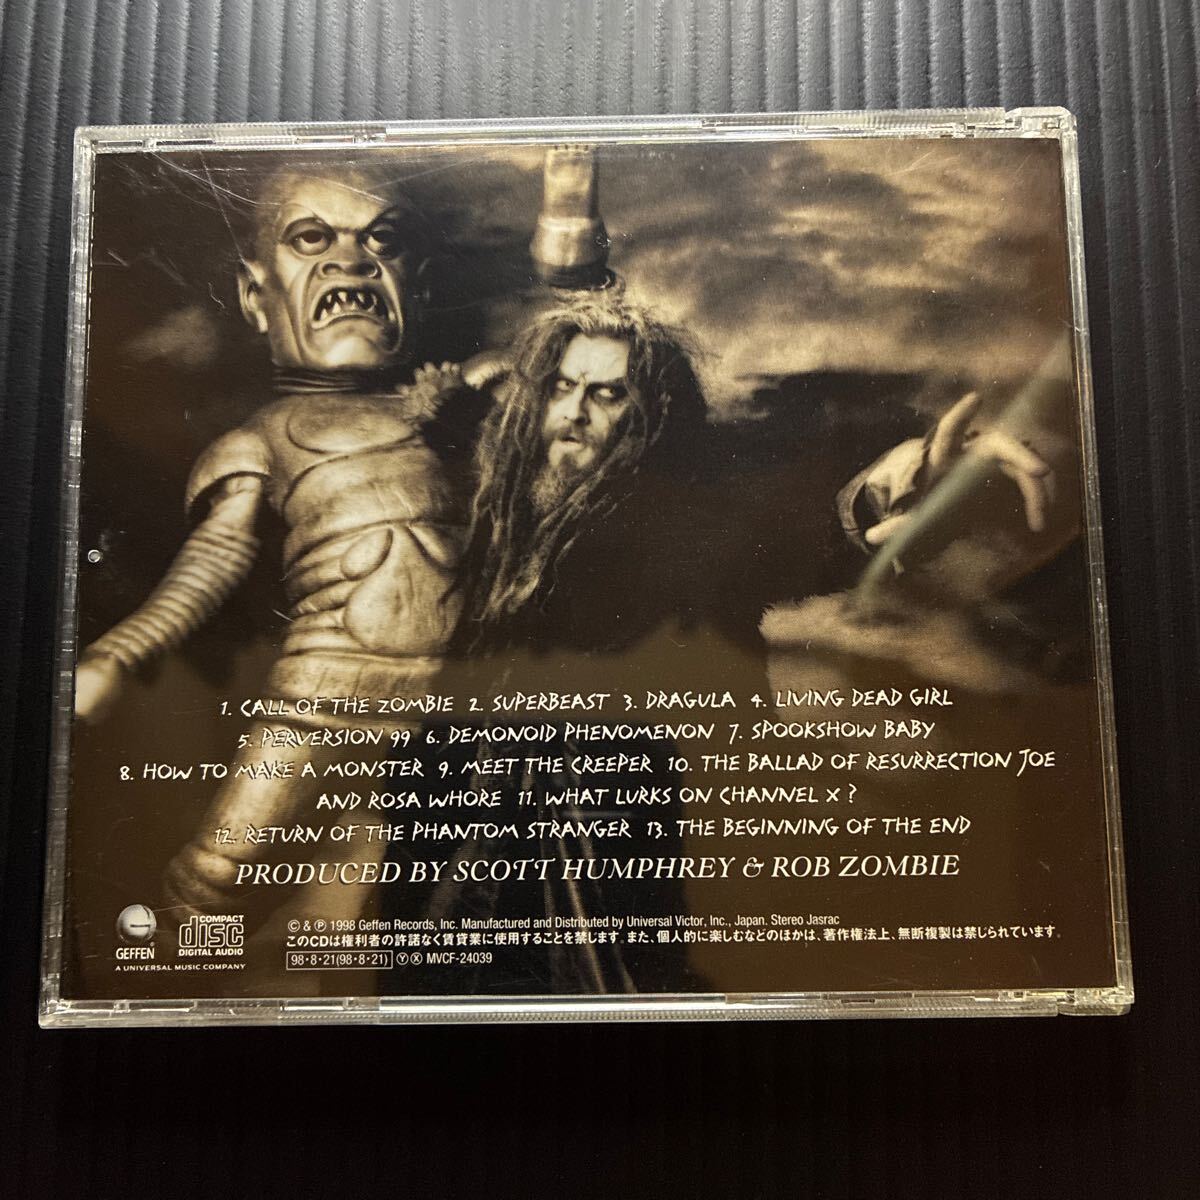 1. CALL OF THE ZOMBIE 2. SUPERBEAST 3. DRAGULA 4. LIVING DEAD GIRL
5. PERVERSION 99 6. DEMONOID PHENOMENON 7. SPOOKSHOW BABY
8. HOW TO MAKE A MONSTER 9. MEET THE CREEPER 10. THE BALLAD OF RESURRECTION JOE
AND ROSA WHORE 11. WHAT LURKS ON CHANNEL X ?
12. RETURN OF THE PHANTOM STRANGER 13. THE BEGINNING OF THE END
PRODUCED BY SCOTT HUMPHREY & ROB ZOMBIE
GEFFEN®
A UNIVERSAL MUSIC COMPANY
COMPACT
disc
DIGITAL AUDIO
© & ℗ 1998 Geffen Records, Inc. Manufactured and Distributed by Universal Victor, Inc., Japan. Stereo Jasrac
このCDは権利者の許諾なく賃貸業に使用することを禁じます。また、個人的に楽しむなどのほかは、著作権法上、無断複製は禁じられています。
98・8・21(98・8・21) Ⓨ Ⓧ MVCF-24039